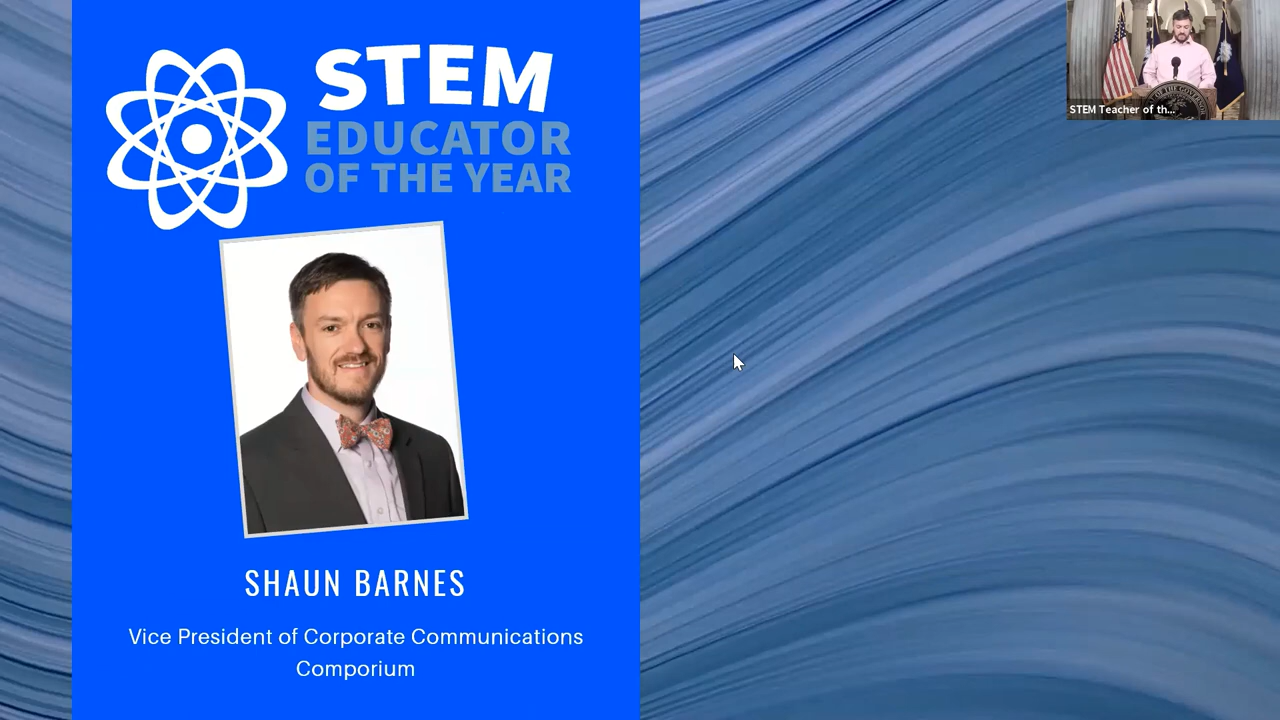 STEM
EDUCATOR
OF THE YEAR
STEM Teacher of th...
SHAUN BARNES
Vice President of Corporate Communications
Comporium